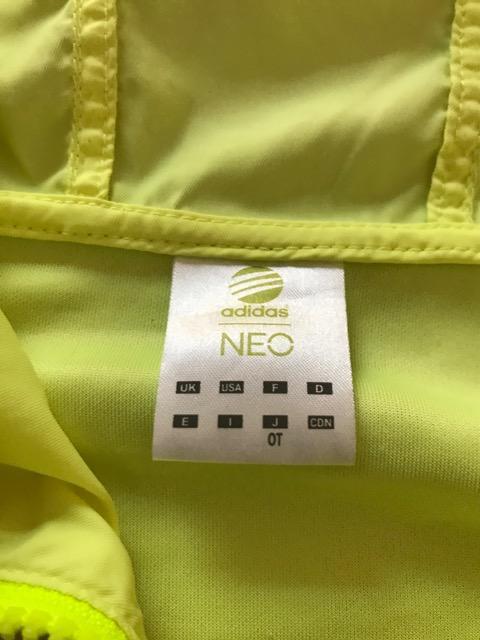 adidas
NEO
UK USA F D
E I J CDN
OT